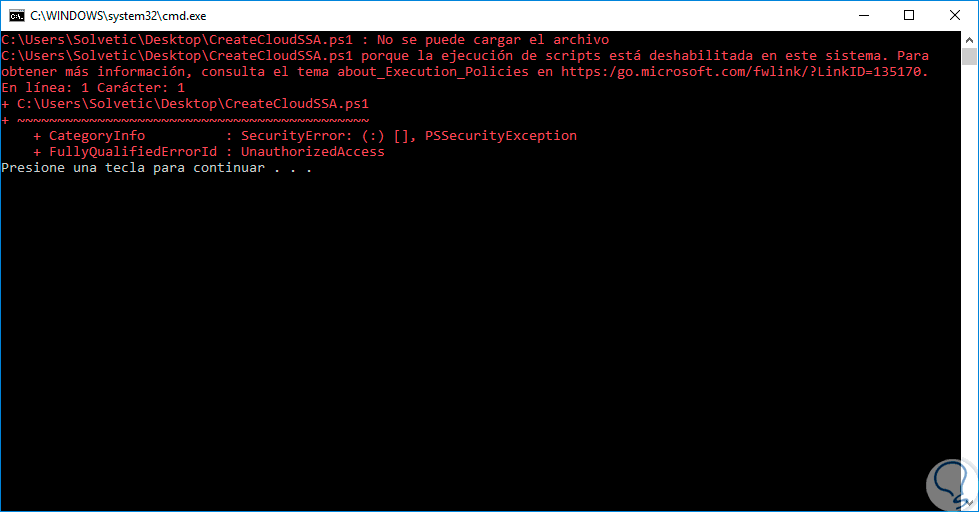 C:\WINDOWS\system32\cmd.exe
C:\Users\Solvetic\Desktop\CreateCloudSSA.ps1 : No se puede cargar el archivo
C:\Users\Solvetic\Desktop\CreateCloudSSA.ps1 porque la ejecución de scripts está deshabilitada en este sistema. Para
obtener más información, consulta el tema about_Execution_Policies en https:/go.microsoft.com/fwlink/?LinkID=135170.
En línea: 1 Carácter: 1
+ C:\Users\Solvetic\Desktop\CreateCloudSSA.ps1
+ ~~~~~~~~~~~~~~~~~~~~~~~~~~~~~~~~~~~~~~~~~~~~
    + CategoryInfo          : SecurityError: (:) [], PSSecurityException
    + FullyQualifiedErrorId : UnauthorizedAccess
Presione una tecla para continuar . . .